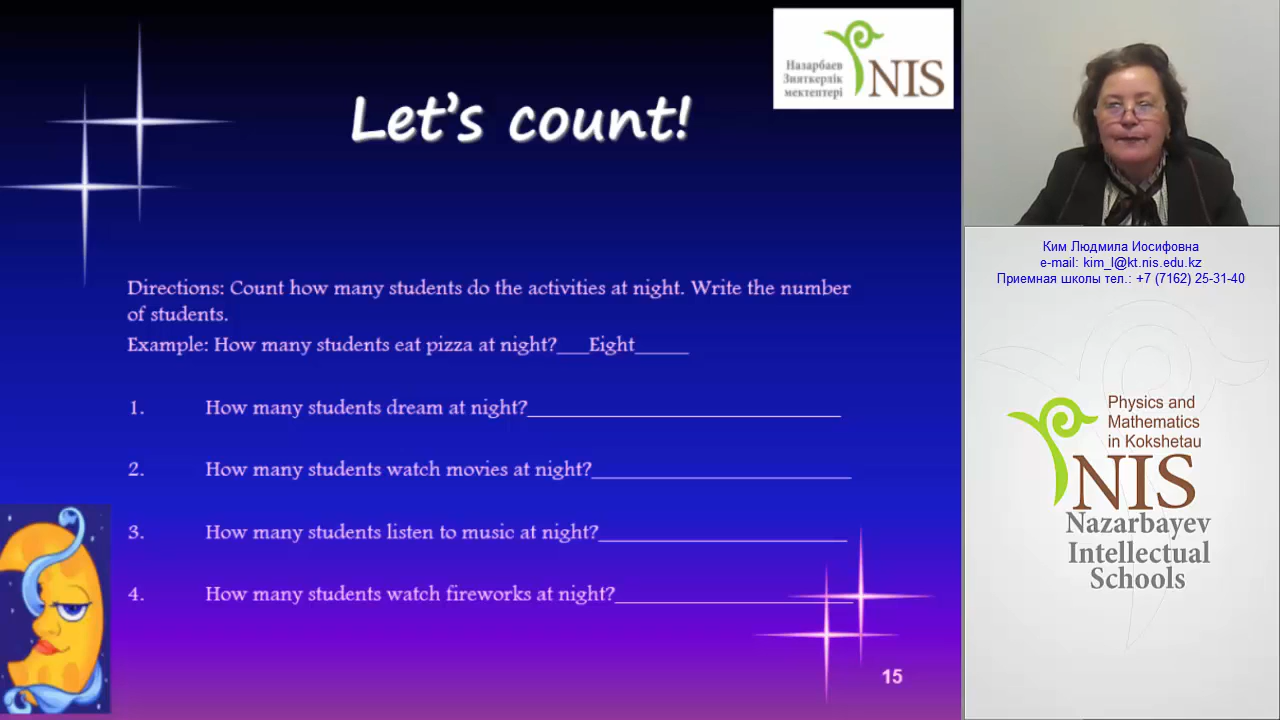 Назарбаев
Зияткерлік
мектептері
NIS
Let's count!
Directions: Count how many students do the activities at night. Write the number
of students.
Example: How many students eat pizza at night?___Eight_____
1. How many students dream at night?_____________________________
2. How many students watch movies at night?________________________
3. How many students listen to music at night?_______________________
4. How many students watch fireworks at night?______________________
15
Ким Людмила Иосифовна
e-mail: kim_l@kt.nis.edu.kz
Приемная школы тел.: +7 (7162) 25-31-40
Physics and
Mathematics
in Kokshetau
NIS
Nazarbayev
Intellectual
Schools